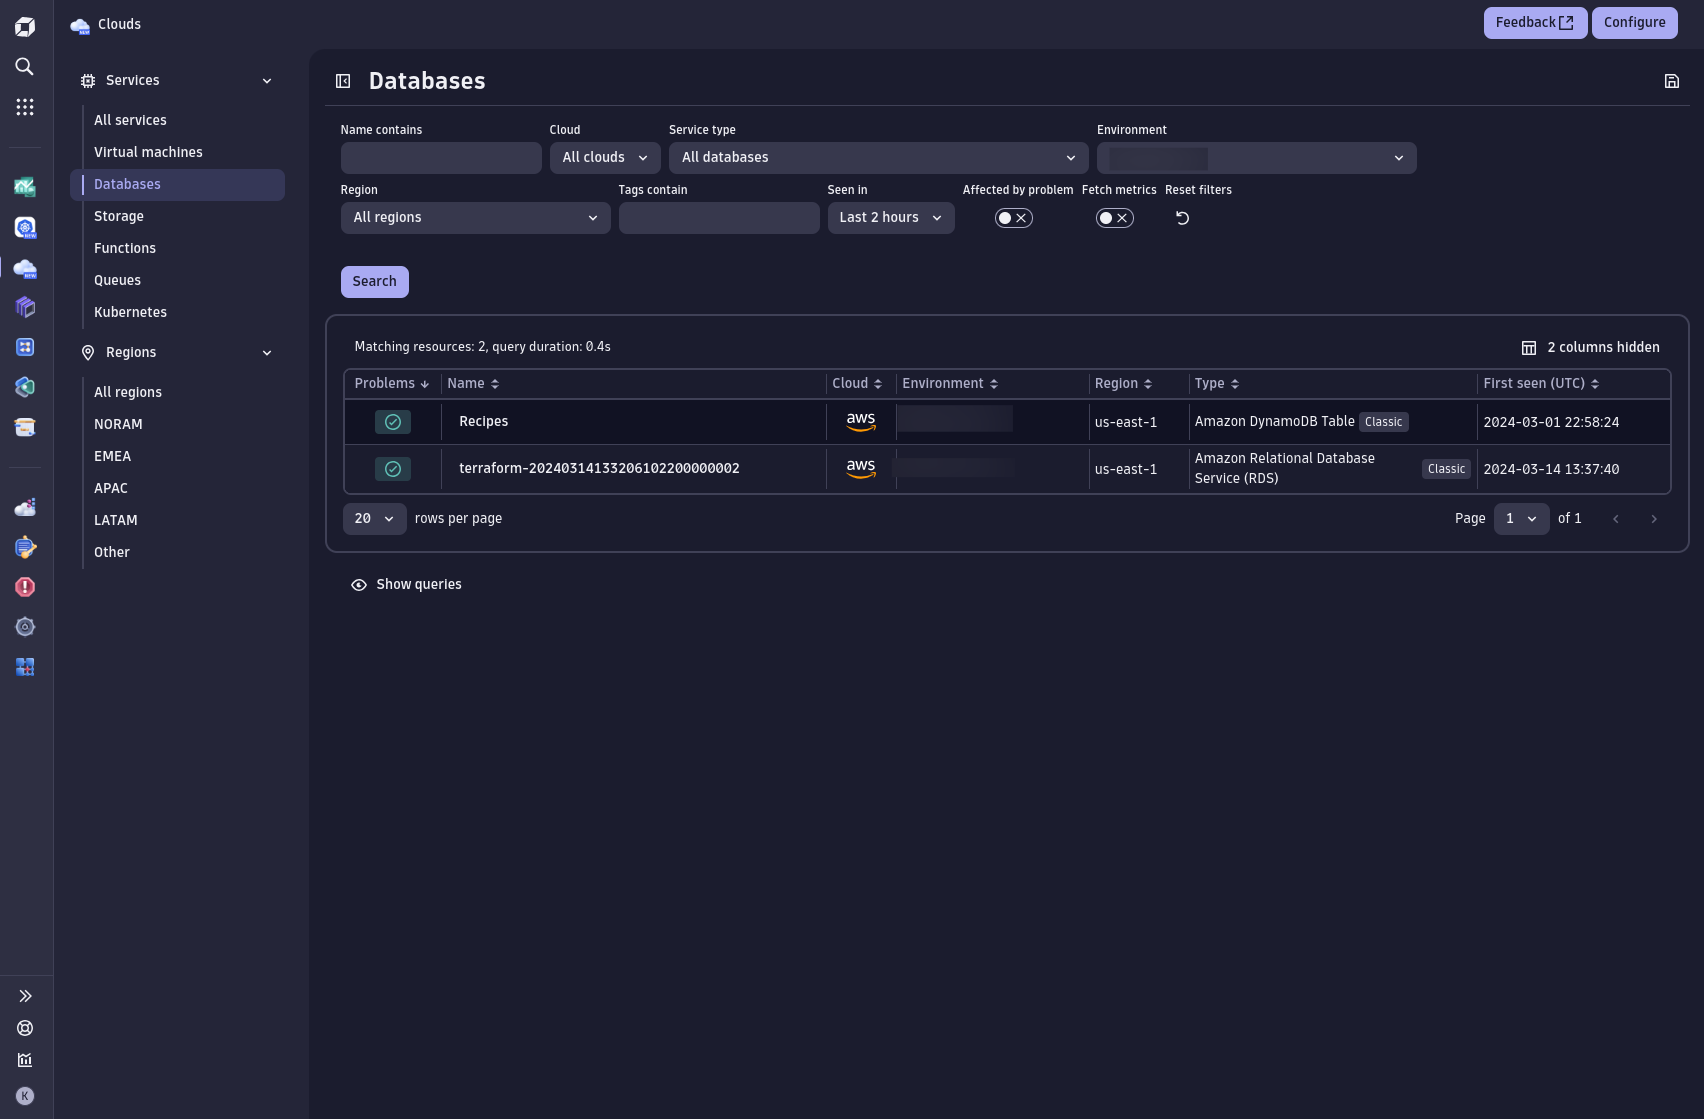 Clouds
Feedback
Configure
Services
All services
Virtual machines
Databases
Storage
Functions
Queues
Kubernetes
Regions
All regions
NORAM
EMEA
APAC
LATAM
Other
K
Databases
Name contains
Cloud
Service type
Environment
All clouds
All databases
Region
Tags contain
Seen in
Affected by problem
Fetch metrics
Reset filters
All regions
Last 2 hours
Search
Matching resources: 2, query duration: 0.4s
2 columns hidden
Problems
Name
Cloud
Environment
Region
Type
First seen (UTC)
Recipes
aws
us-east-1
Amazon DynamoDB Table
Classic
2024-03-01 22:58:24
terraform-20240314133206102200000002
aws
us-east-1
Amazon Relational Database
Service (RDS)
Classic
2024-03-14 13:37:40
20
rows per page
Page
1
of 1
Show queries